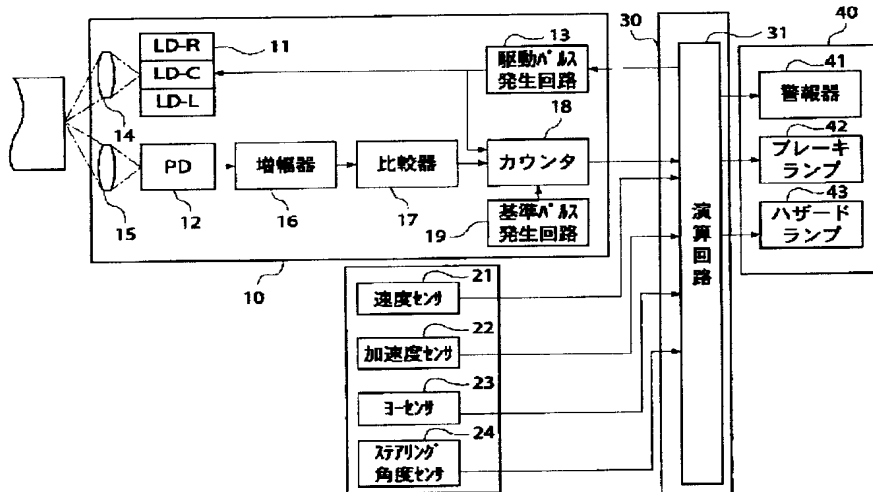 LD-R
LD-C
LD-L
11
14
駆動パルス
発生回路
13
18
30
31
40
41
警報器
42
ブレーキ
ランプ
43
ハザード
ランプ
PD
12
15
増幅器
16
比較器
17
カウンタ
19
基準パルス
発生回路
10
演算回路
21
速度センサ
22
加速度センサ
23
ヨーセンサ
24
ステアリング
角度センサ